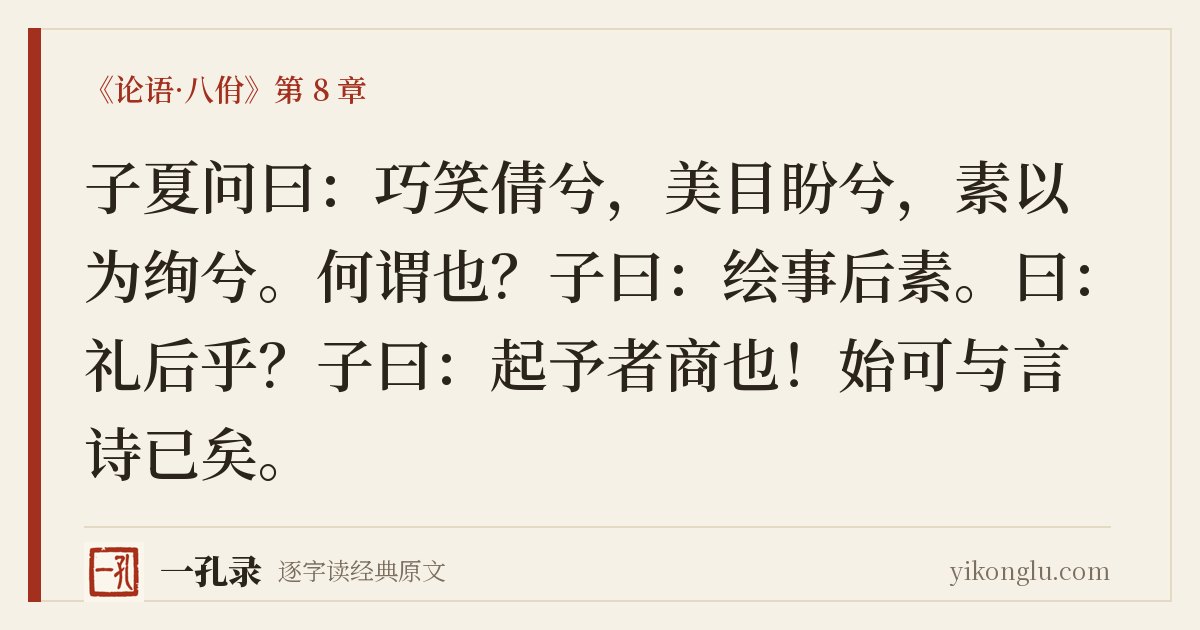 《论语·八佾》第 8 章
子夏问曰：巧笑倩兮，美目盼兮，素以
为绚兮。何谓也？子曰：绘事后素。曰：
礼后乎？子曰：起予者商也！始可与言
诗已矣。
一孔
一孔录 逐字读经典原文 yikonglu.com